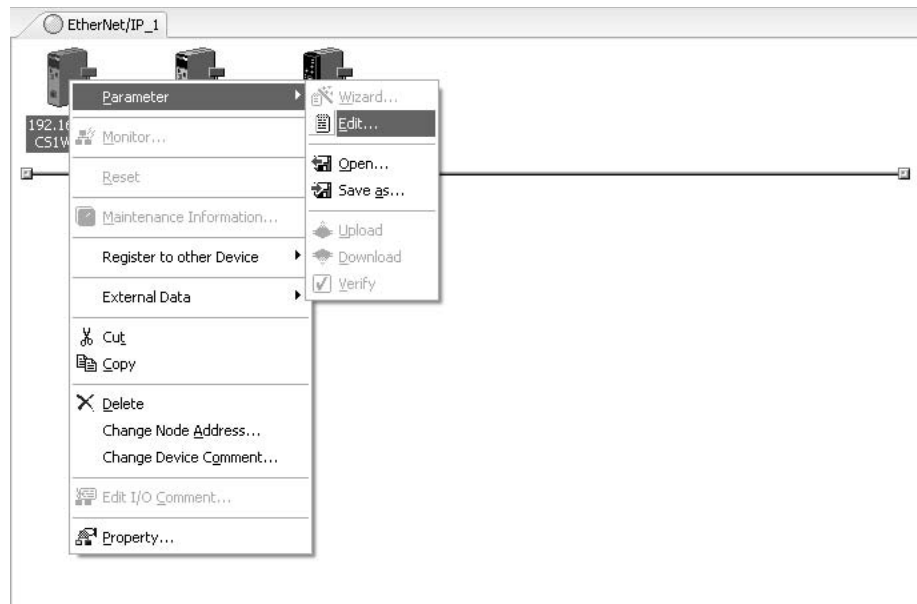 EtherNet/IP_1
192.16
CS1W
Parameter
Monitor...
Reset
Maintenance Information...
Register to other Device
External Data
Cut
Copy
Delete
Change Node Address...
Change Device Comment...
Edit I/O Comment...
Property...
Wizard...
Edit...
Open...
Save as...
Upload
Download
Verify